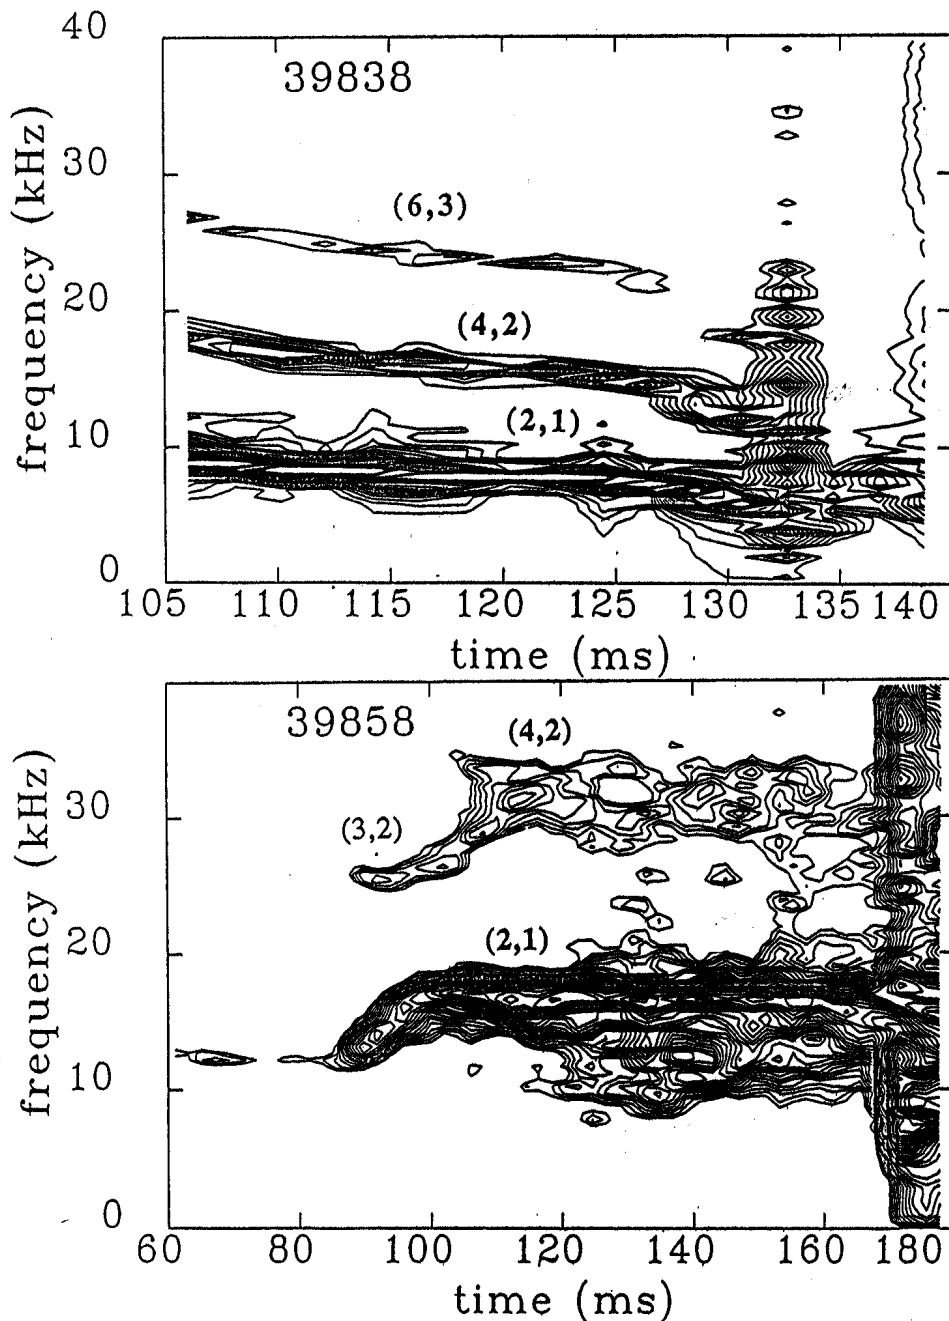 40
39838
frequency (kHz)
30
(6,3)
20
(4,2)
(2,1)
10
0
105 110 115 120 125 130 135 140
time (ms)
39858
(4,2)
frequency (kHz)
30
(3,2)
20
(2,1)
10
0
60 80 100 120 140 160 180
time (ms)